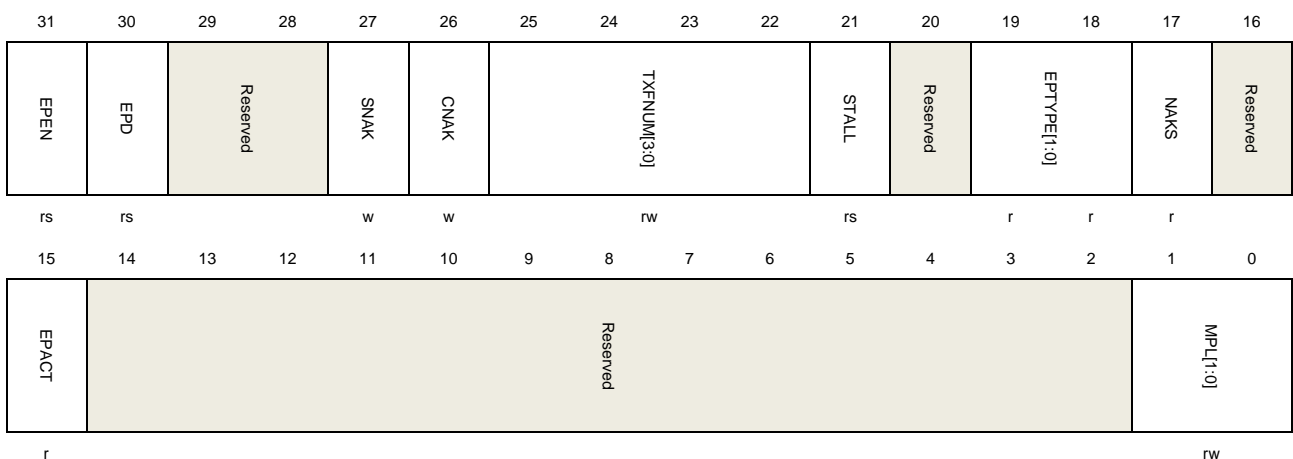 31 30 29 28 27 26 25 24 23 22 21 20 19 18 17 16
EPEN EPD Reserved SNAK CNAK TXFNUM[3:0] STALL Reserved EPTYPE[1:0] NAKS Reserved
rs rs w w rw rs r r r
15 14 13 12 11 10 9 8 7 6 5 4 3 2 1 0
EPACT Reserved MPL[1:0]
r rw